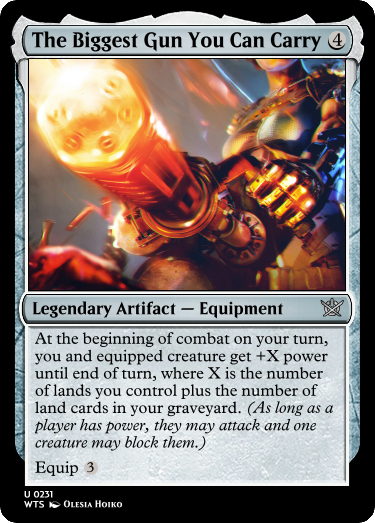 The Biggest Gun You Can Carry 4
Legendary Artifact — Equipment
At the beginning of combat on your turn,
you and equipped creature get +X power
until end of turn, where X is the number
of lands you control plus the number of
land cards in your graveyard. (As long as a
player has power, they may attack and one
creature may block them.)
Equip 3
U 0231
WTS Olesia Hoiko